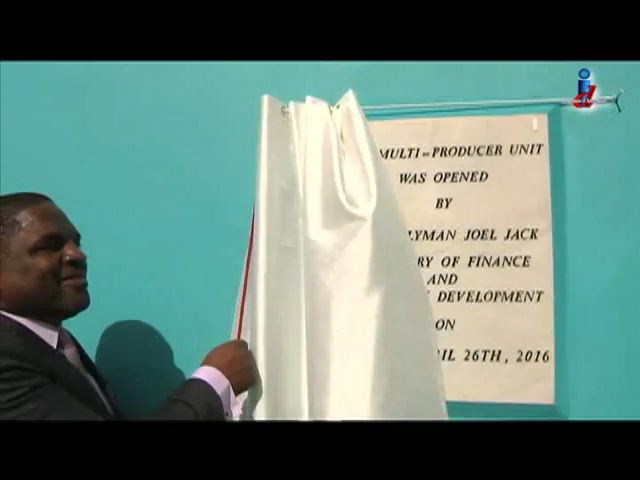 MULTI-PRODUCER UNIT
WAS OPENED
BY
LYMAN JOEL JACK
RY OF FINANCE
AND
DEVELOPMENT
ON
IL 26TH, 2016